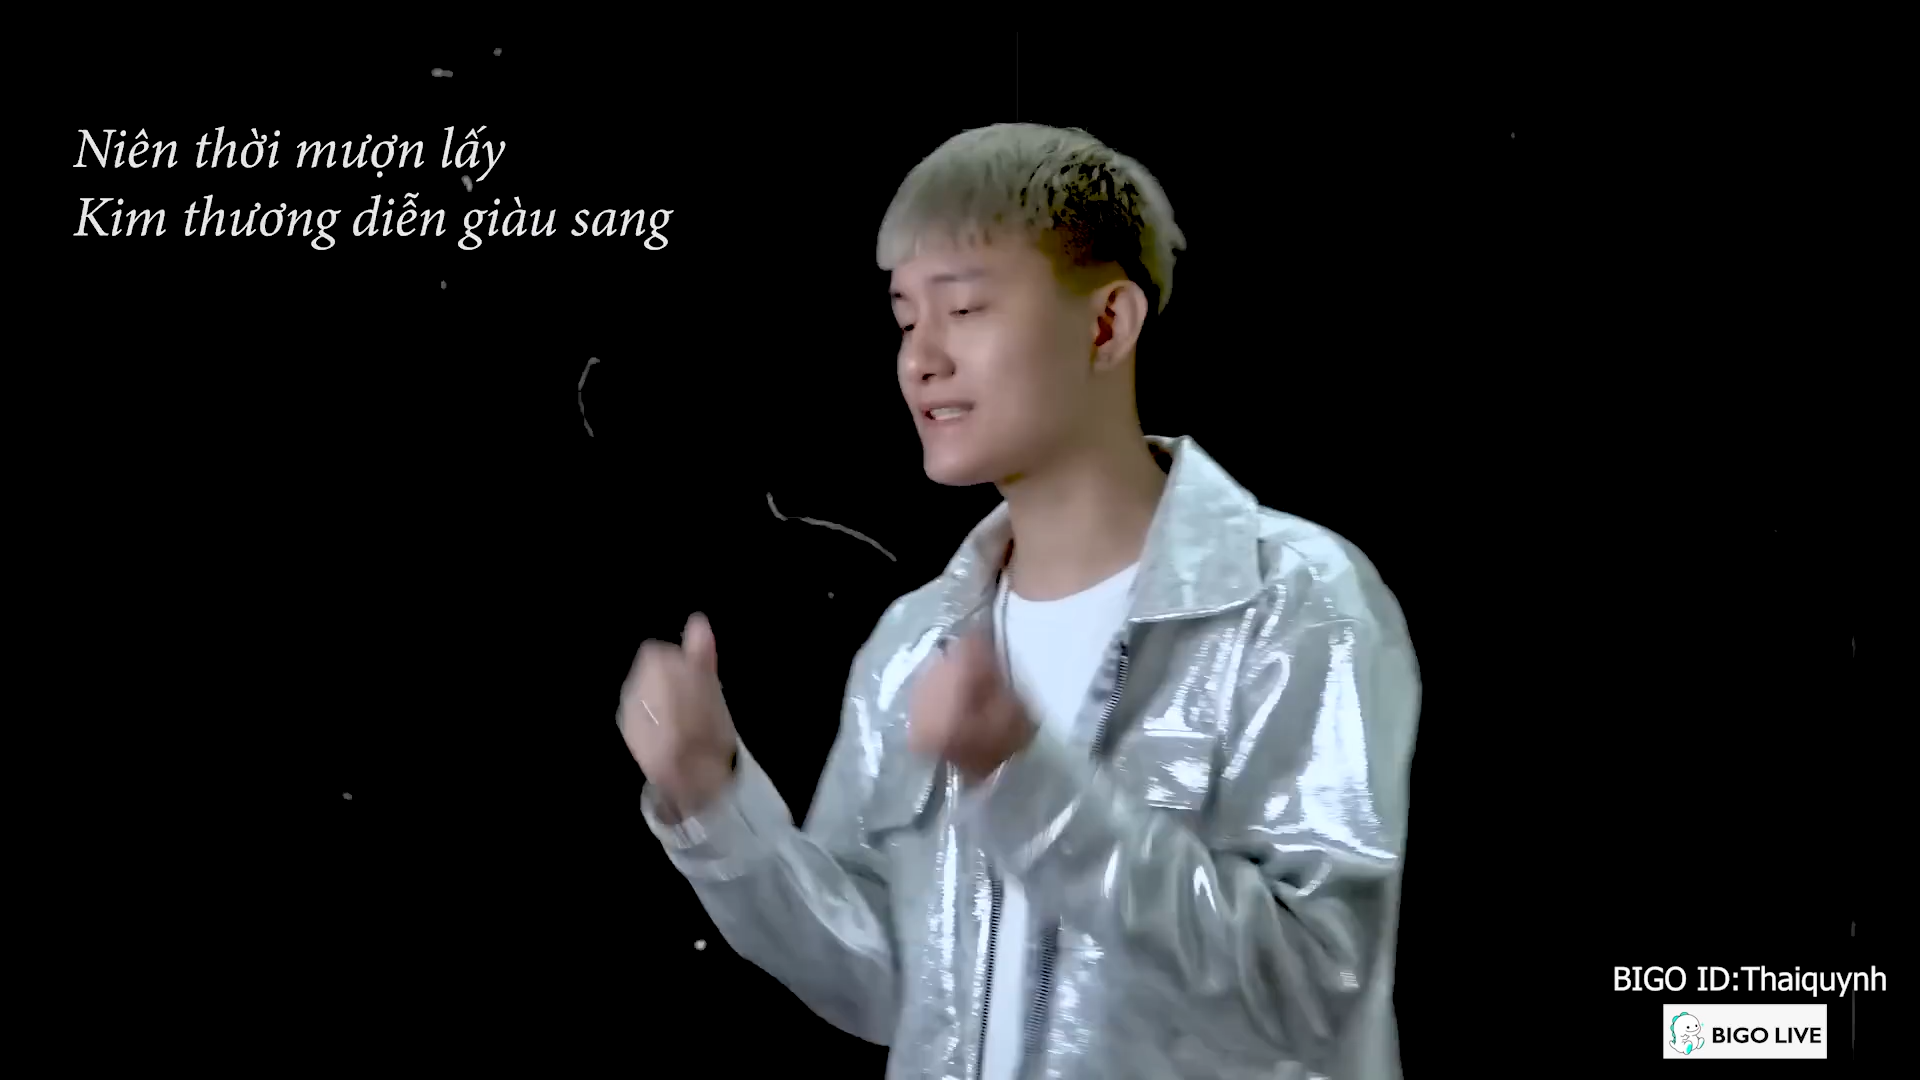 Niên thời mượn lấy
Kim thương diễn giàu sang
BIGO ID:Thaiquynh
BIGO LIVE